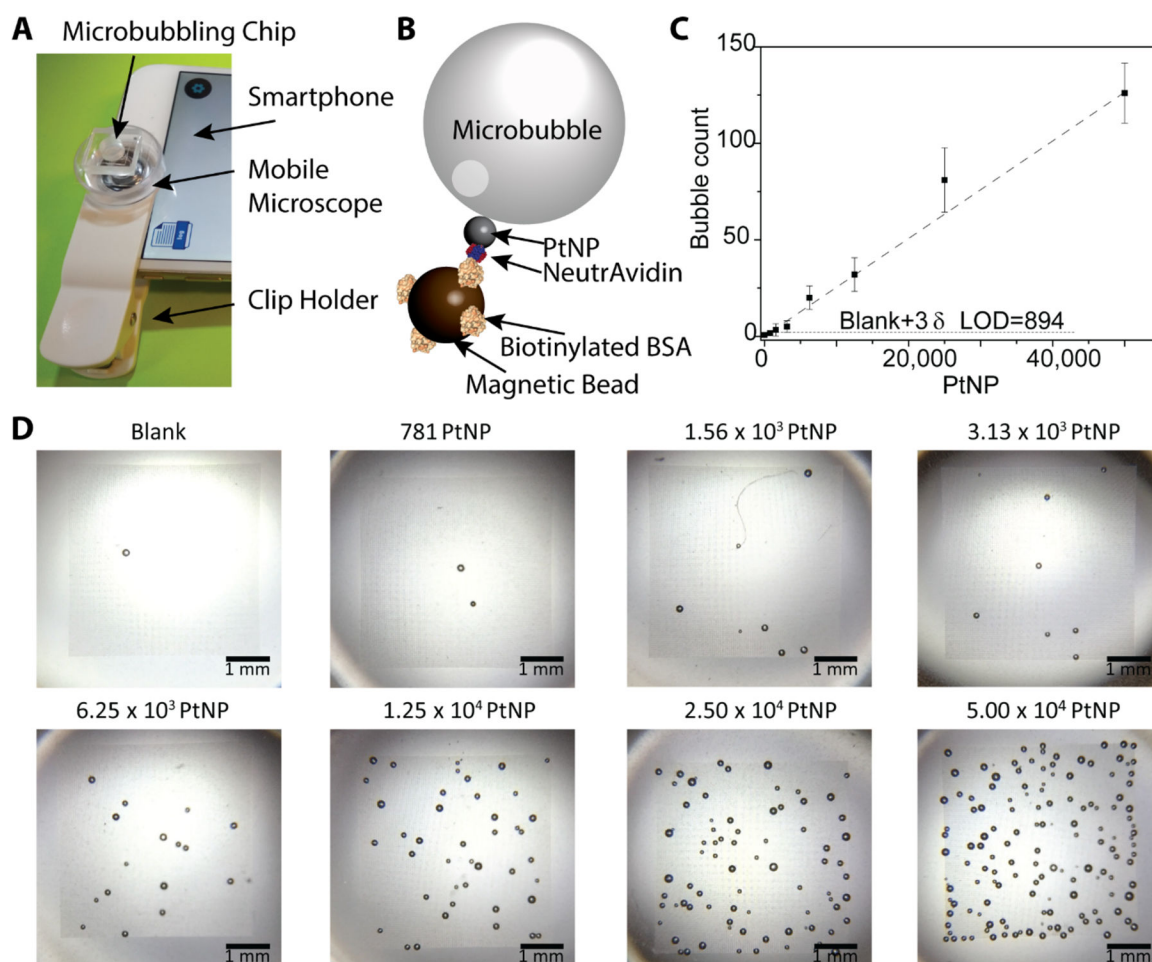 A
Microbubbling Chip
Smartphone
Mobile
Microscope
Clip Holder
log
B
Microbubble
PtNP
NeutrAvidin
Biotinylated BSA
Magnetic Bead
C
150
100
50
0
Bubble count
Blank+3 δ LOD=894
0
20,000
40,000
PtNP
D
Blank
781 PtNP
1.56 x 10³ PtNP
3.13 x 10³ PtNP
1 mm
1 mm
1 mm
1 mm
6.25 x 10³ PtNP
1.25 x 10⁴ PtNP
2.50 x 10⁴ PtNP
5.00 x 10⁴ PtNP
1 mm
1 mm
1 mm
1 mm